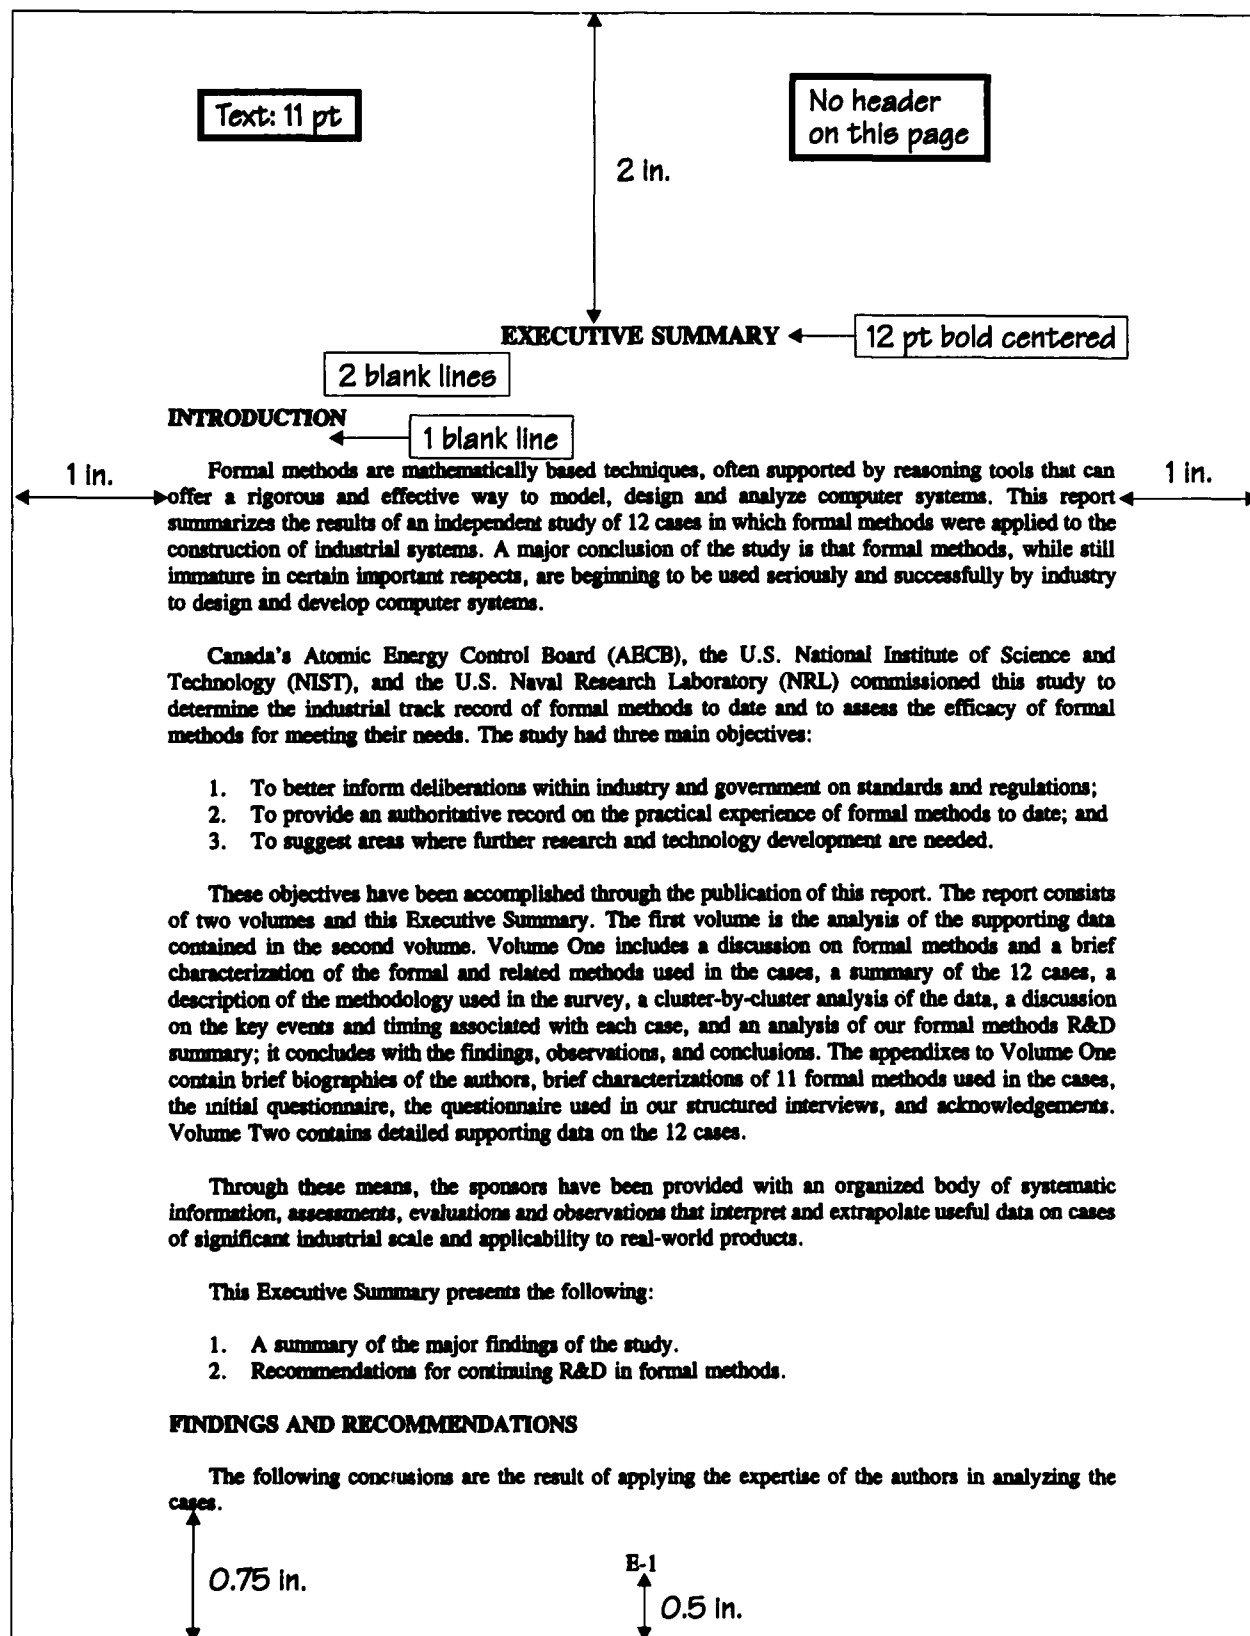 Text: 11 pt
No header
on this page
2 in.
EXECUTIVE SUMMARY
12 pt bold centered
2 blank lines
INTRODUCTION
1 blank line
1 in.
1 in.
Formal methods are mathematically based techniques, often supported by reasoning tools that can
offer a rigorous and effective way to model, design and analyze computer systems. This report
summarizes the results of an independent study of 12 cases in which formal methods were applied to the
construction of industrial systems. A major conclusion of the study is that formal methods, while still
immature in certain important respects, are beginning to be used seriously and successfully by industry
to design and develop computer systems.
Canada's Atomic Energy Control Board (AECB), the U.S. National Institute of Science and
Technology (NIST), and the U.S. Naval Research Laboratory (NRL) commissioned this study to
determine the industrial track record of formal methods to date and to assess the efficacy of formal
methods for meeting their needs. The study had three main objectives:
1. To better inform deliberations within industry and government on standards and regulations;
2. To provide an authoritative record on the practical experience of formal methods to date; and
3. To suggest areas where further research and technology development are needed.
These objectives have been accomplished through the publication of this report. The report consists
of two volumes and this Executive Summary. The first volume is the analysis of the supporting data
contained in the second volume. Volume One includes a discussion on formal methods and a brief
characterization of the formal and related methods used in the cases, a summary of the 12 cases, a
description of the methodology used in the survey, a cluster-by-cluster analysis of the data, a discussion
on the key events and timing associated with each case, and an analysis of our formal methods R&D
summary; it concludes with the findings, observations, and conclusions. The appendixes to Volume One
contain brief biographies of the authors, brief characterizations of 11 formal methods used in the cases,
the initial questionnaire, the questionnaire used in our structured interviews, and acknowledgements.
Volume Two contains detailed supporting data on the 12 cases.
Through these means, the sponsors have been provided with an organized body of systematic
information, assessments, evaluations and observations that interpret and extrapolate useful data on cases
of significant industrial scale and applicability to real-world products.
This Executive Summary presents the following:
1. A summary of the major findings of the study.
2. Recommendations for continuing R&D in formal methods.
FINDINGS AND RECOMMENDATIONS
The following conclusions are the result of applying the expertise of the authors in analyzing the
cases.
0.75 in.
E-1
0.5 in.